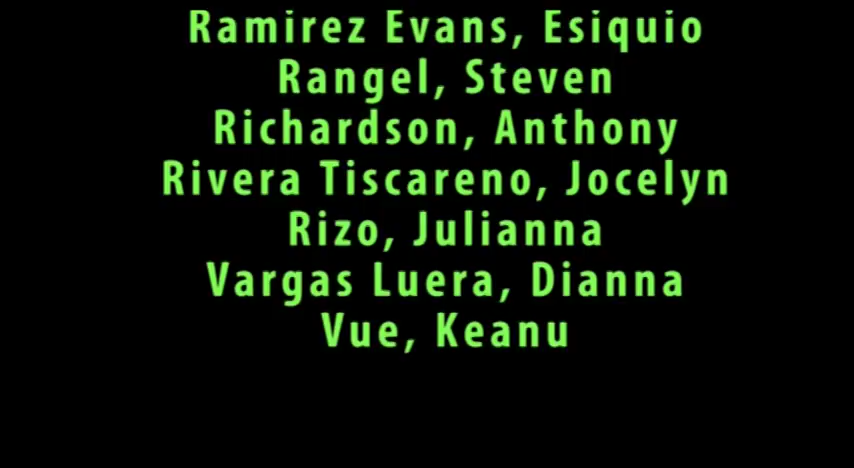 Ramirez Evans, Esiquio
Rangel, Steven
Richardson, Anthony
Rivera Tiscareno, Jocelyn
Rizo, Julianna
Vargas Luera, Dianna
Vue, Keanu